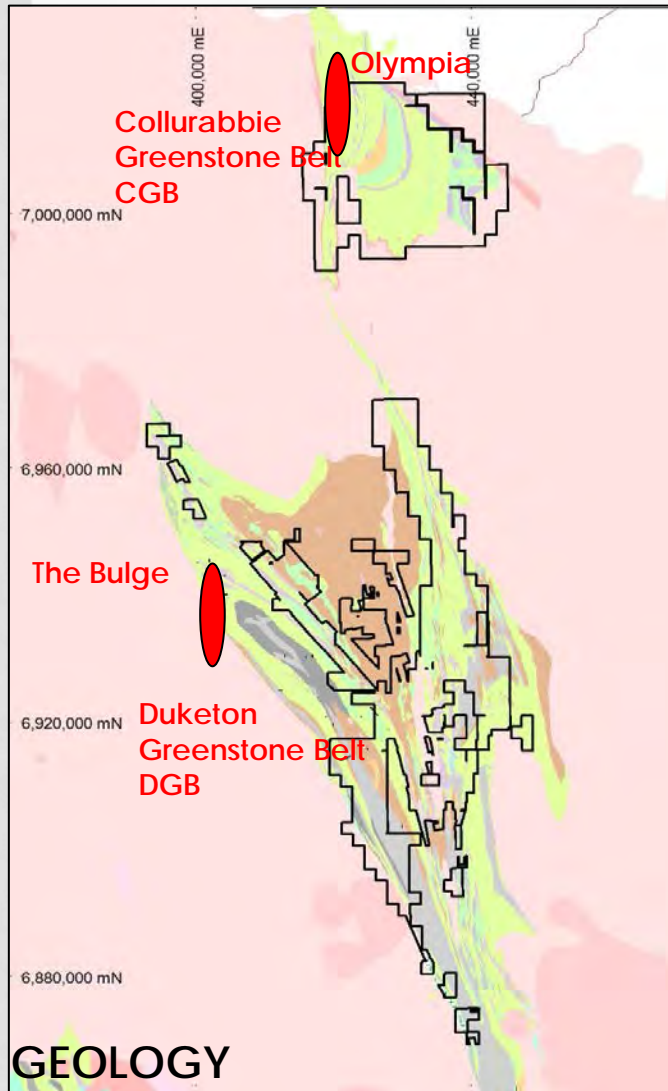 400,000 mE
440,000 mE
Olympia
Collurabbie
Greenstone Belt
CGB
7,000,000 mN
6,960,000 mN
The Bulge
6,920,000 mN
Duketon
Greenstone Belt
DGB
6,880,000 mN
GEOLOGY